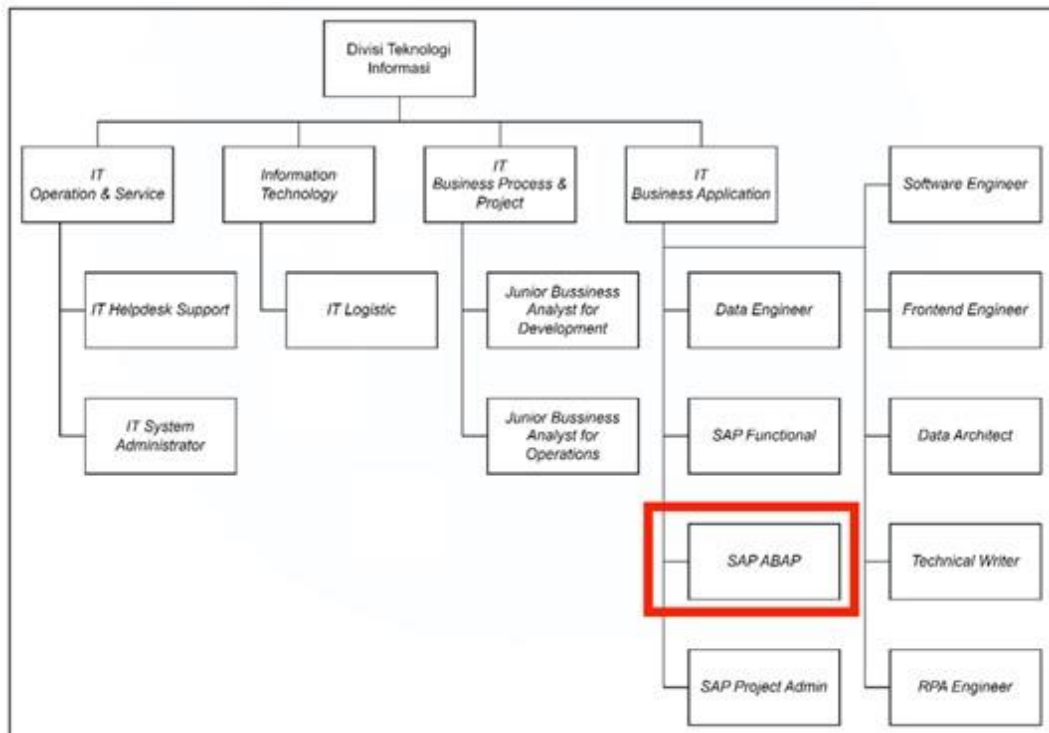 Divisi Teknologi
Informasi
IT
Operation & Service
Information
Technology
IT
Business Process &
Project
IT
Business Application
Software Engineer
IT Helpdesk Support
IT Logistic
Junior Bussiness
Analyst for
Development
Data Engineer
Frontend Engineer
IT System
Administrator
Junior Bussiness
Analyst for
Operations
SAP Functional
Data Architect
SAP ABAP
Technical Writer
SAP Project Admin
RPA Engineer